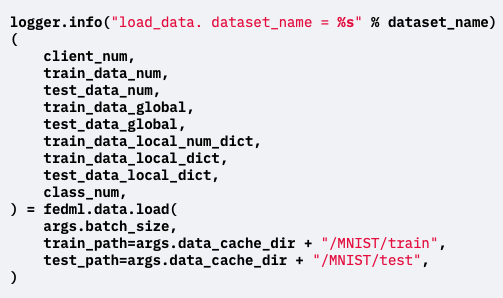 logger.info("load_data. dataset_name = %s" % dataset_name)
(
    client_num,
    train_data_num,
    test_data_num,
    train_data_global,
    test_data_global,
    train_data_local_num_dict,
    train_data_local_dict,
    test_data_local_dict,
    class_num,
) = fedml.data.load(
    args.batch_size,
    train_path=args.data_cache_dir + "/MNIST/train",
    test_path=args.data_cache_dir + "/MNIST/test",
)